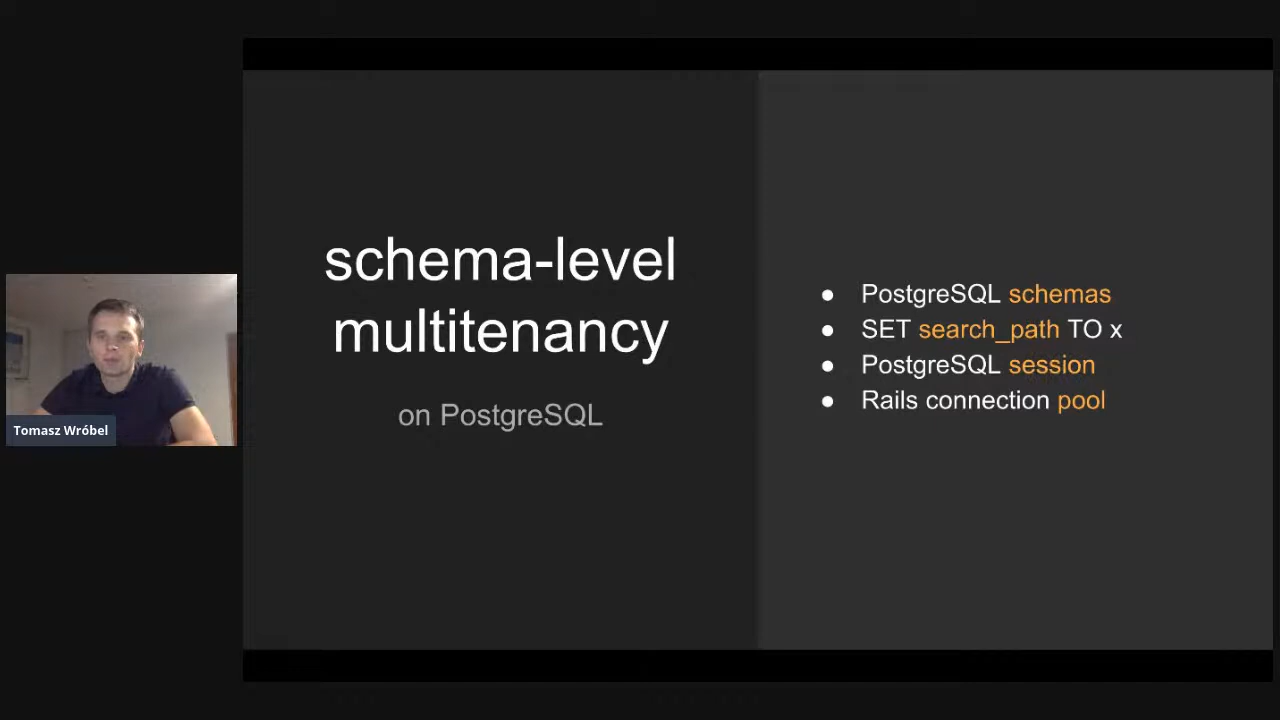 schema-level
multitenancy
on PostgreSQL
● PostgreSQL schemas
● SET search_path TO x
● PostgreSQL session
● Rails connection pool
Tomasz Wróbel